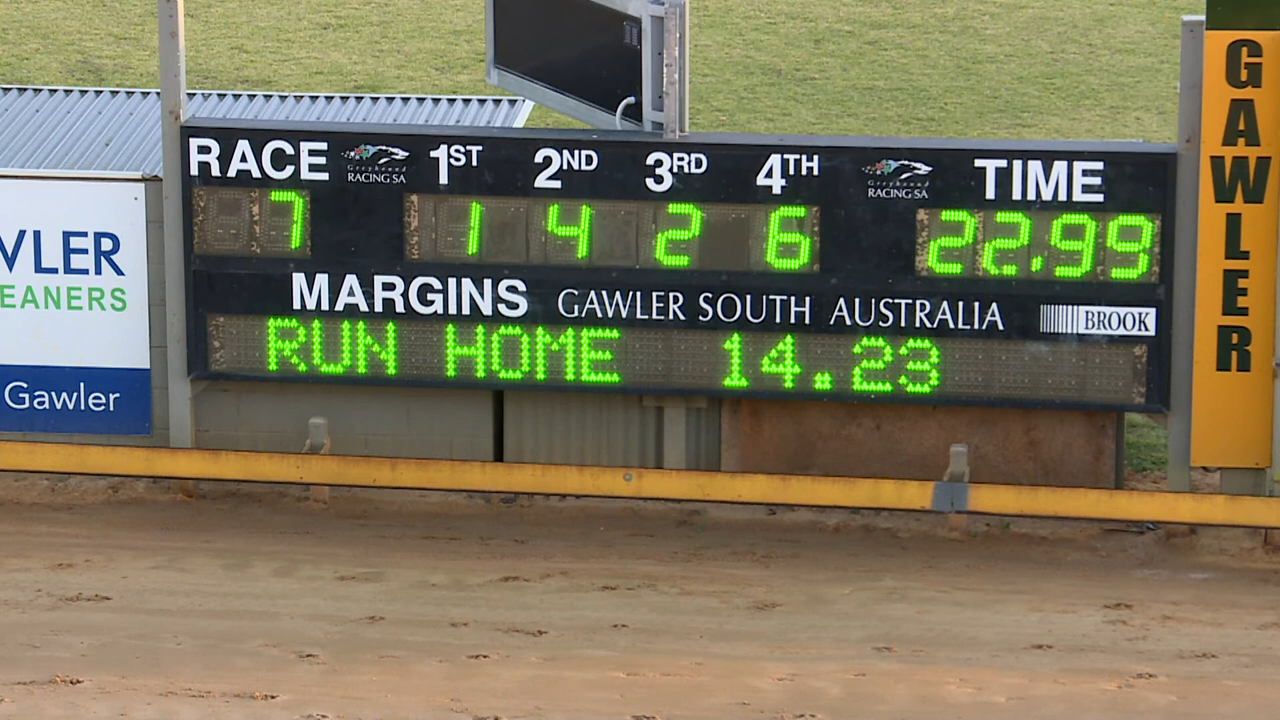 RACE Greyhound RACING SA 1ST 2ND 3RD 4TH Greyhound RACING SA TIME
7 1 4 2 6 22.99
MARGINS GAWLER SOUTH AUSTRALIA BROOK
RUN HOME 14.23
WLER
EANERS
Gawler
GAWLER